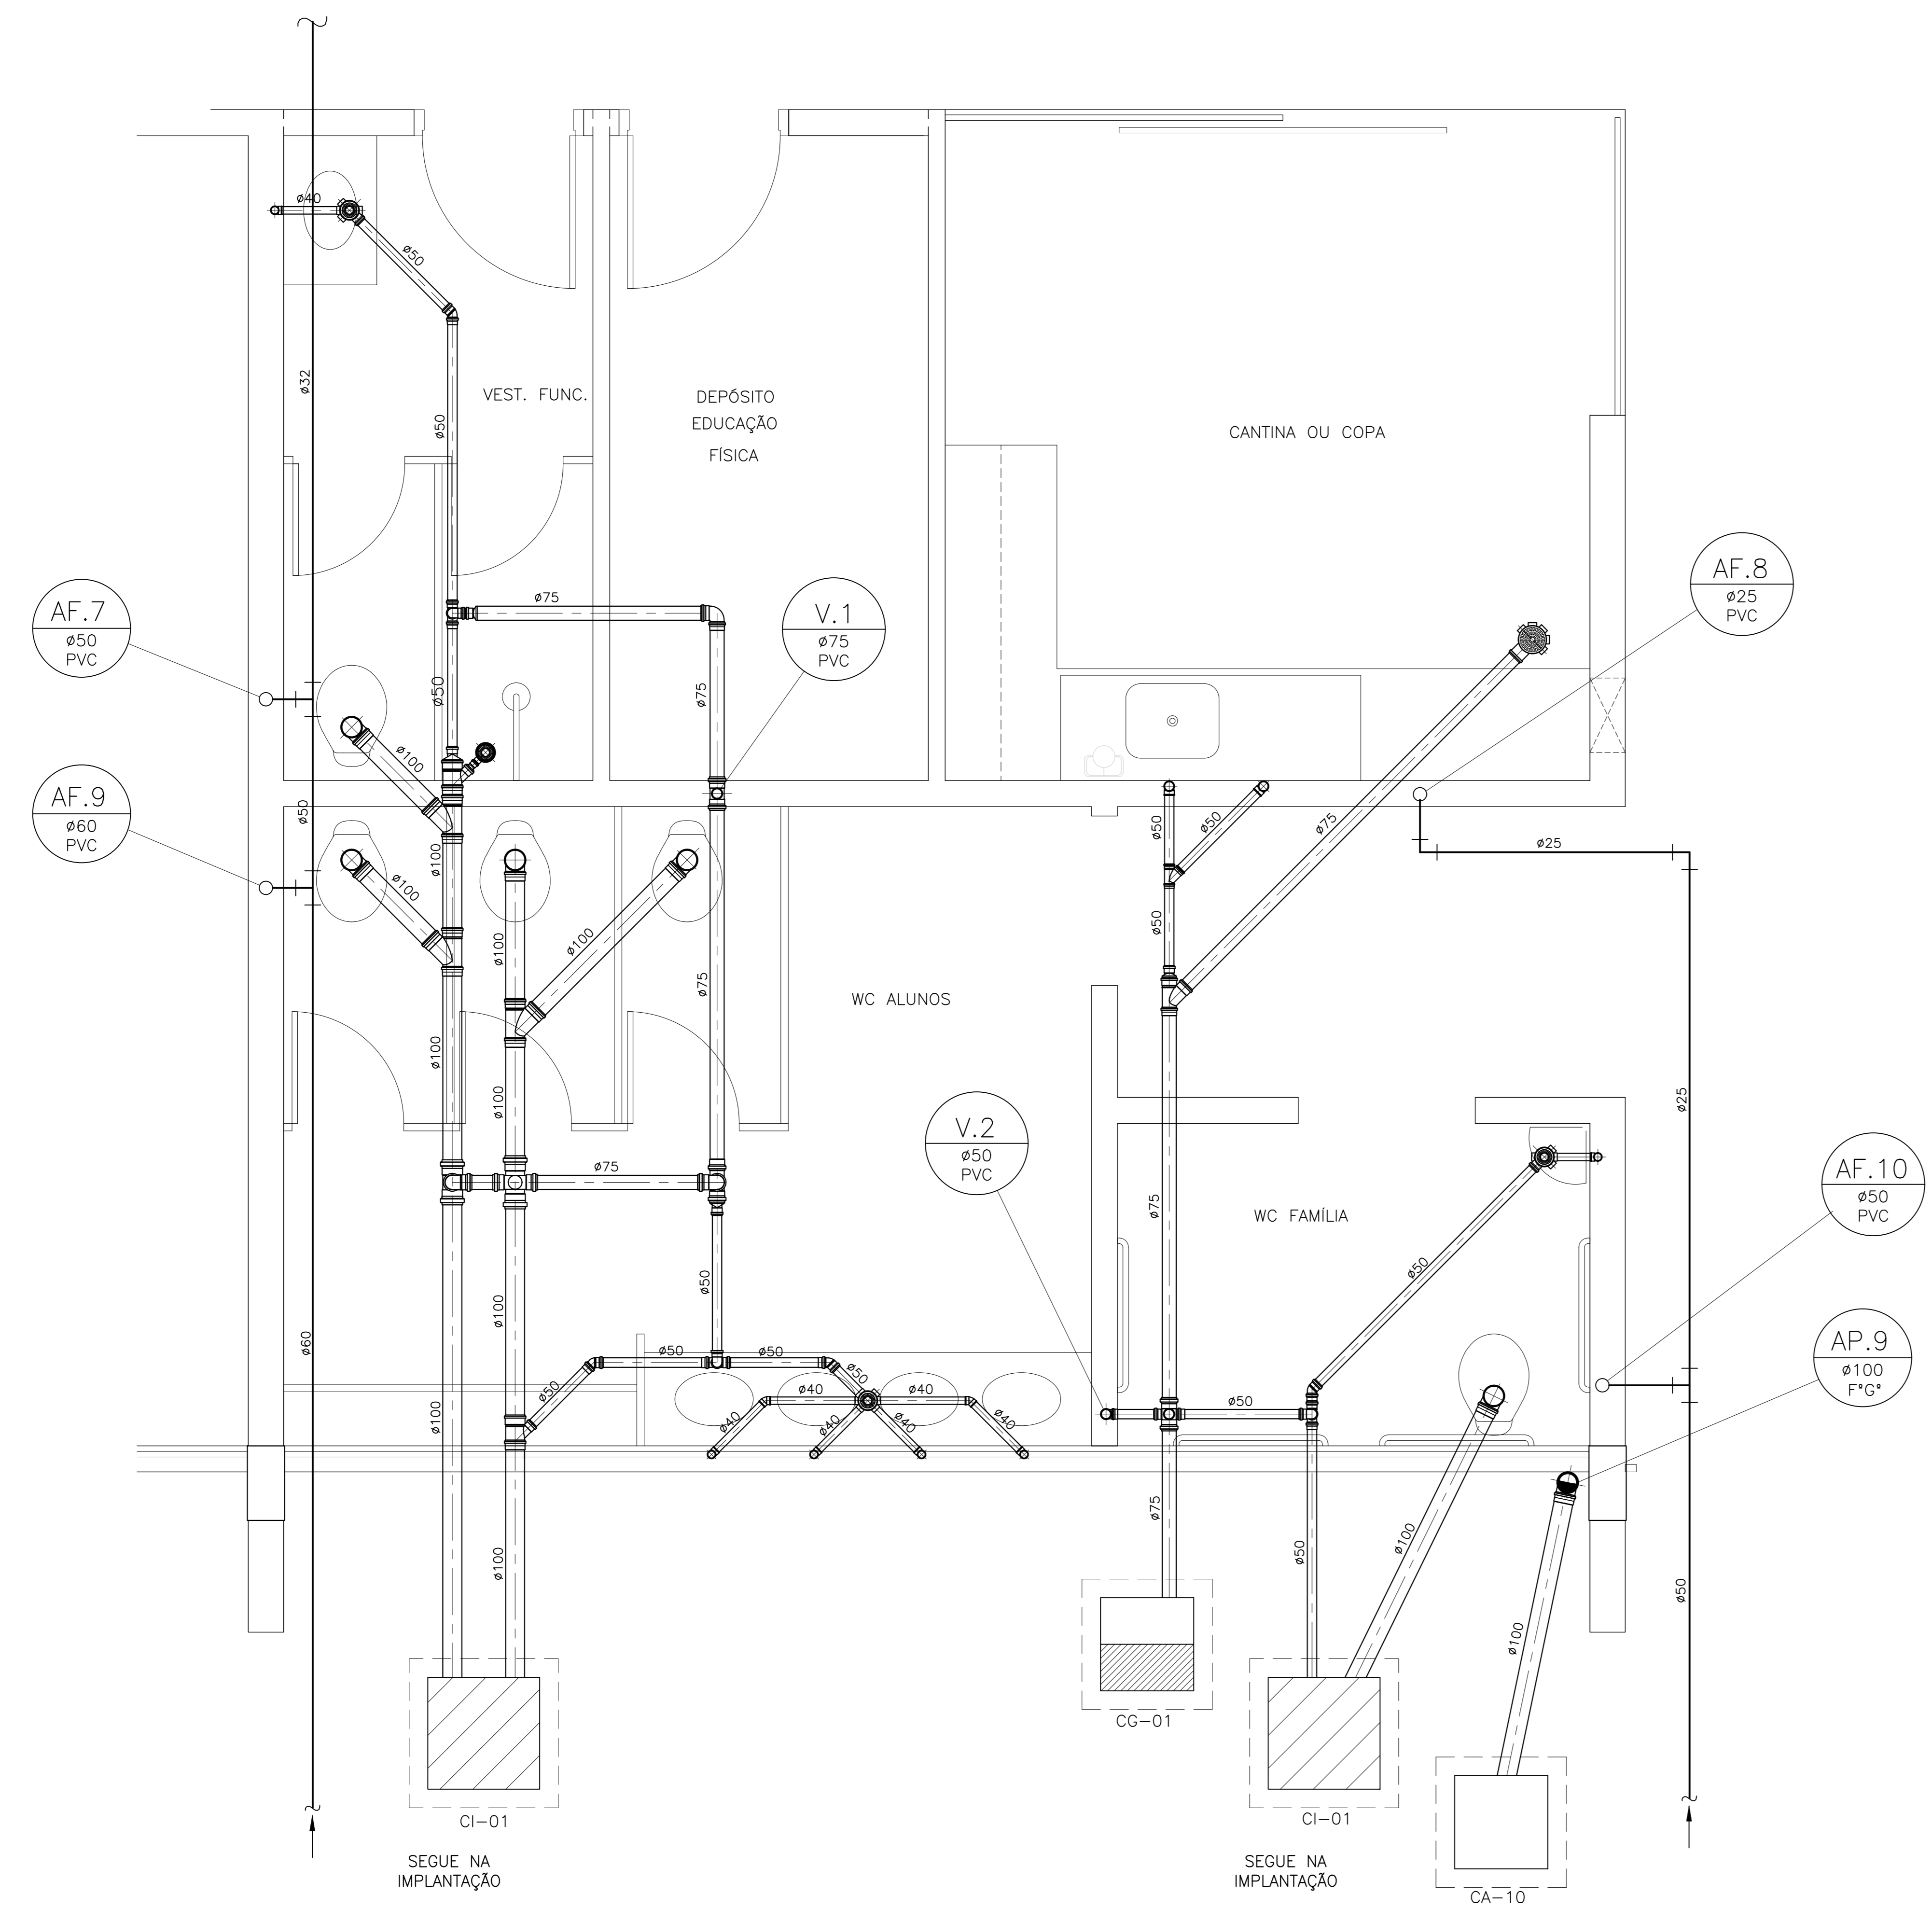 ø40
ø50
ø32
ø50
VEST. FUNC.
DEPÓSITO
EDUCAÇÃO
FÍSICA
CANTINA OU COPA
AF.7
ø50
PVC
ø75
V.1
ø75
PVC
AF.8
ø25
PVC
ø50
ø75
ø100
AF.9
ø60
PVC
ø50
ø100
ø100
ø100
ø100
ø50
ø50
ø75
ø25
ø50
ø75
WC ALUNOS
ø100
ø100
ø75
V.2
ø50
PVC
ø75
WC FAMÍLIA
ø25
AF.10
ø50
PVC
ø50
ø100
ø50
ø60
ø50
ø50
ø50
ø50
ø40
ø40
ø40
ø40
ø40
ø40
ø50
AP.9
ø100
FºGº
ø100
ø100
ø75
ø50
ø100
ø100
ø50
CI-01
SEGUE NA
IMPLANTAÇÃO
CG-01
CI-01
SEGUE NA
IMPLANTAÇÃO
CA-10